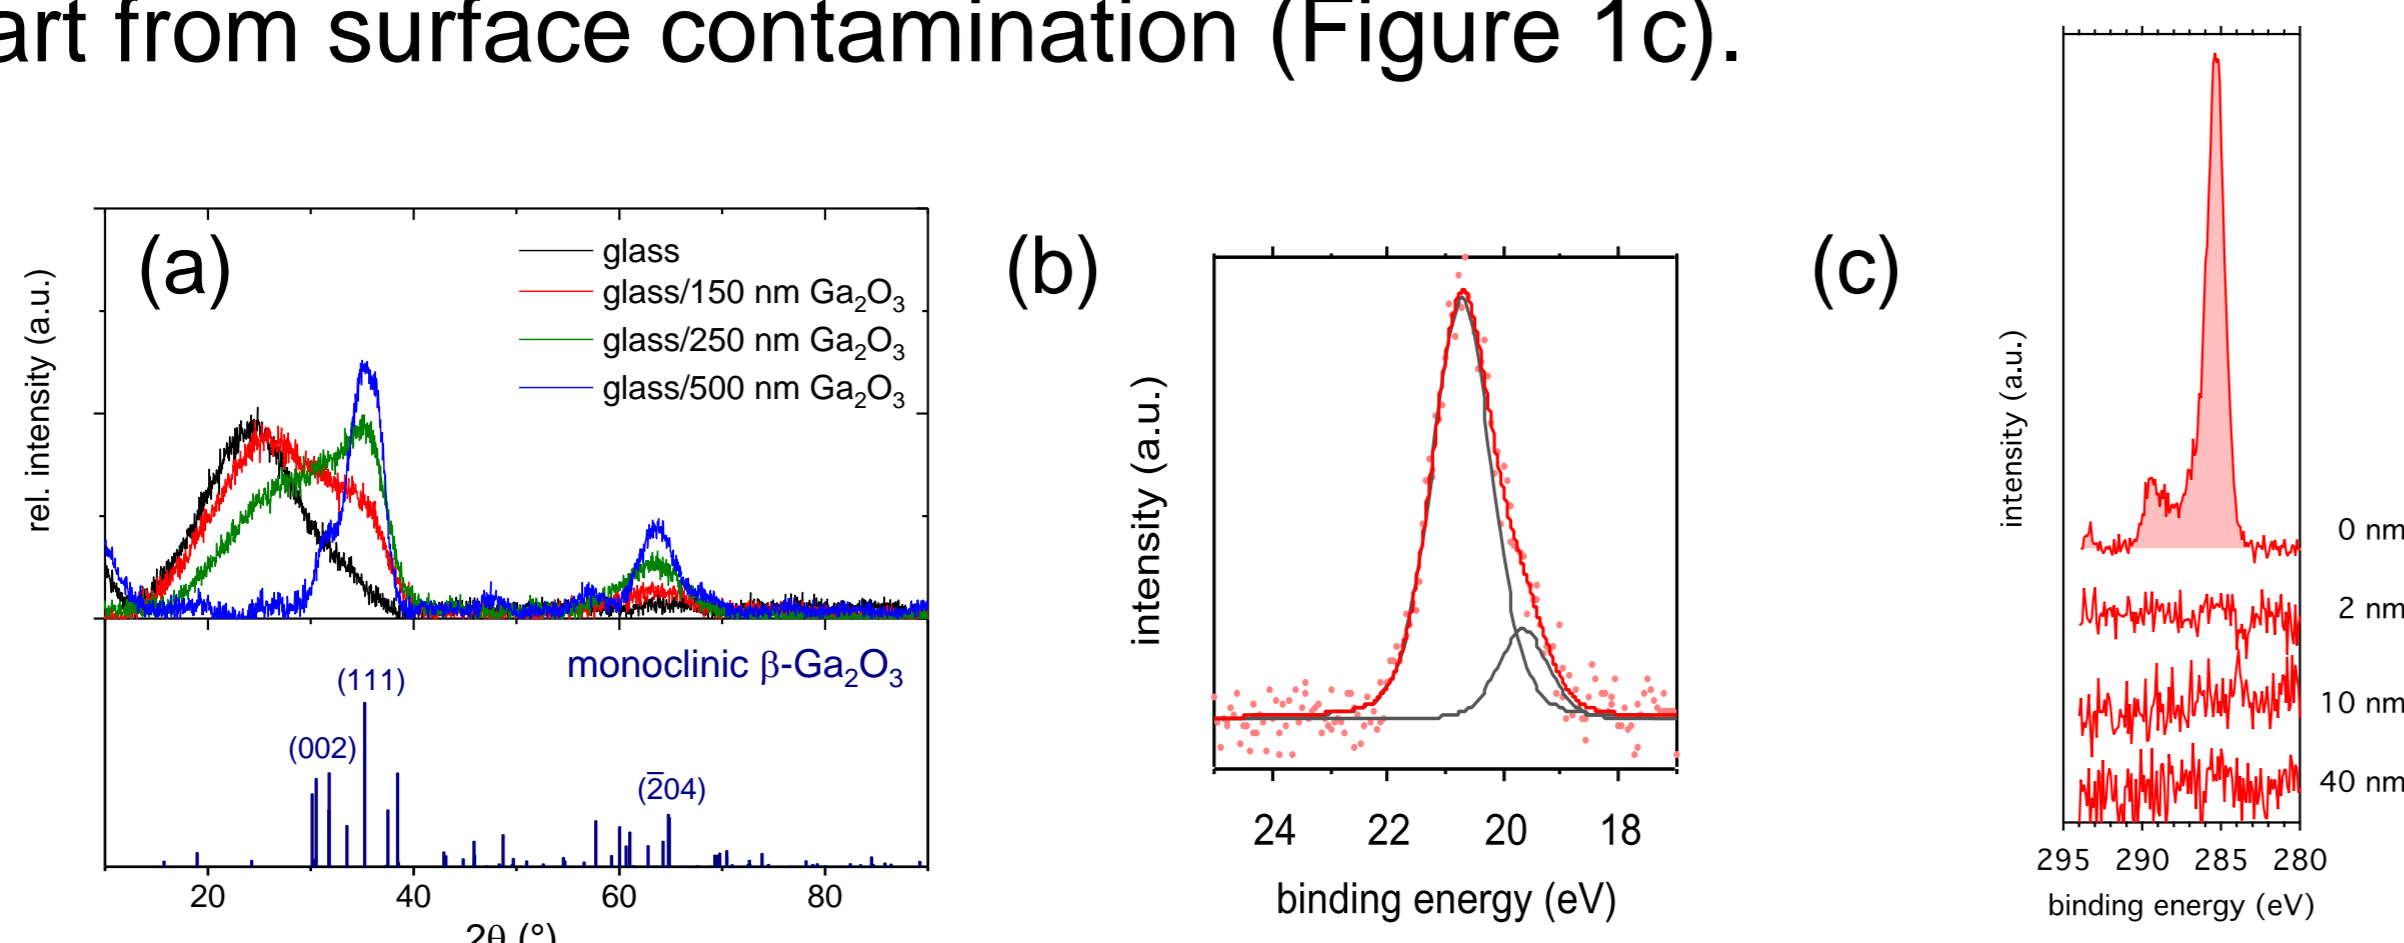 art from surface contamination (Figure 1c).
(a)
rel. intensity (a.u.)
glass
glass/150 nm Ga₂O₃
glass/250 nm Ga₂O₃
glass/500 nm Ga₂O₃
monoclinic β-Ga₂O₃
(111)
(002)
(2̅04)
20 40 60 80
2θ (°)
(b)
intensity (a.u.)
24 22 20 18
binding energy (eV)
(c)
intensity (a.u.)
0 nm
2 nm
10 nm
40 nm
295 290 285 280
binding energy (eV)